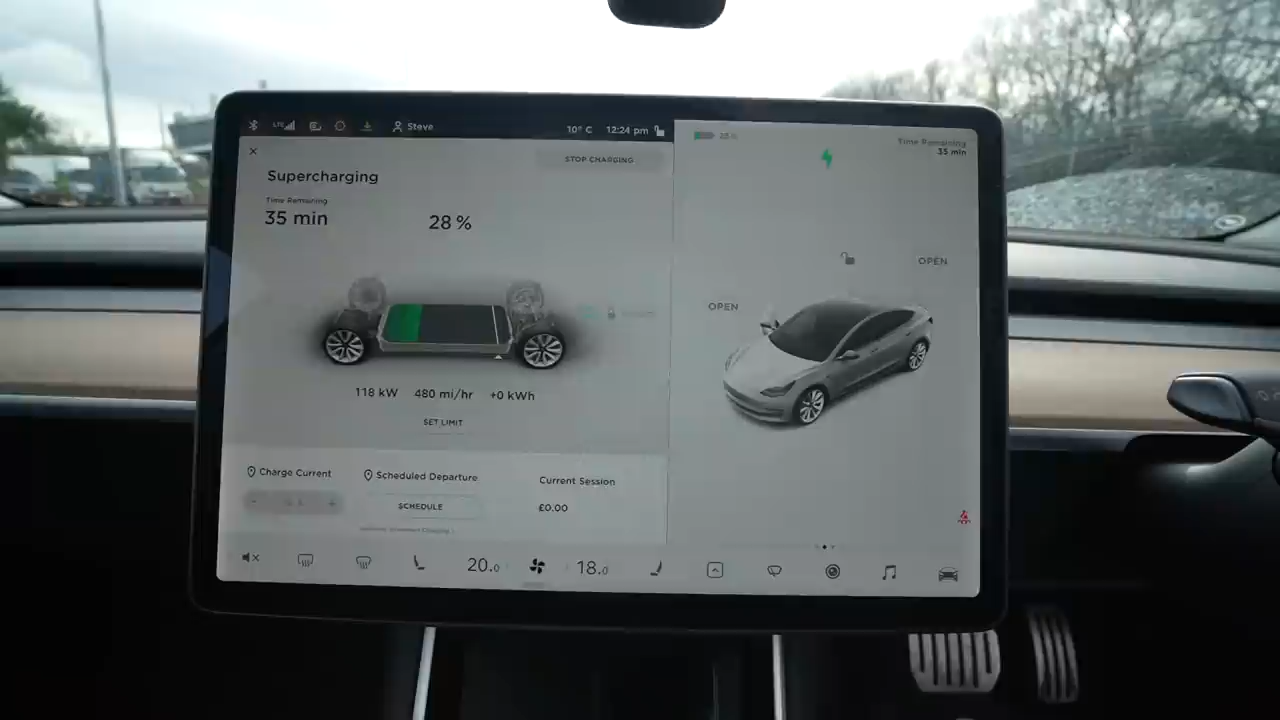 LTE
Steve
10° C
12:24 pm
STOP CHARGING
Supercharging
Time Remaining
35 min
28 %
118 kW
480 mi/hr
+0 kWh
SET LIMIT
Charge Current
Scheduled Departure
SCHEDULE
Current Session
£0.00
Time Remaining
35 min
OPEN
OPEN
20.0
18.0